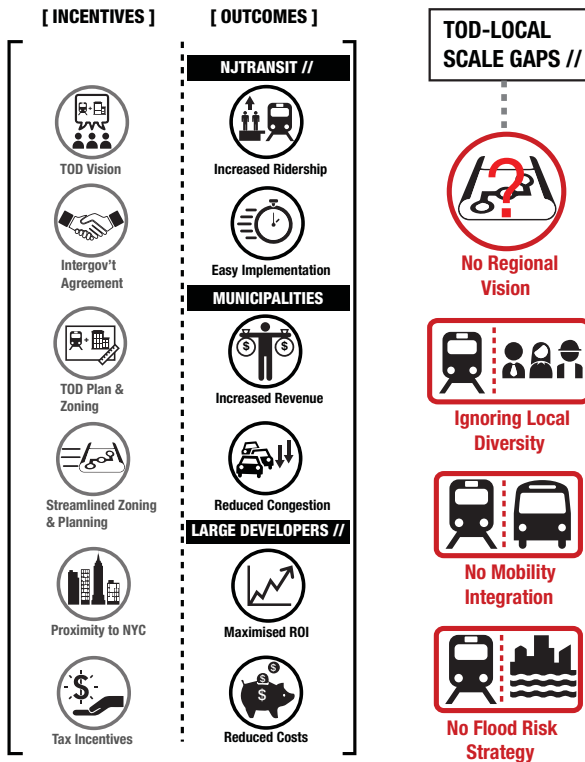 [ INCENTIVES ]
[ OUTCOMES ]
NJTRANSIT //
TOD Vision
Increased Ridership
Intergov't
Agreement
Easy Implementation
MUNICIPALITIES
TOD Plan &
Zoning
$ $
Increased Revenue
Streamlined Zoning
& Planning
Reduced Congestion
LARGE DEVELOPERS //
Proximity to NYC
Maximised ROI
$
Tax Incentives
$
$
$
Reduced Costs
TOD-LOCAL
SCALE GAPS //
?
No Regional
Vision
Ignoring Local
Diversity
No Mobility
Integration
No Flood Risk
Strategy